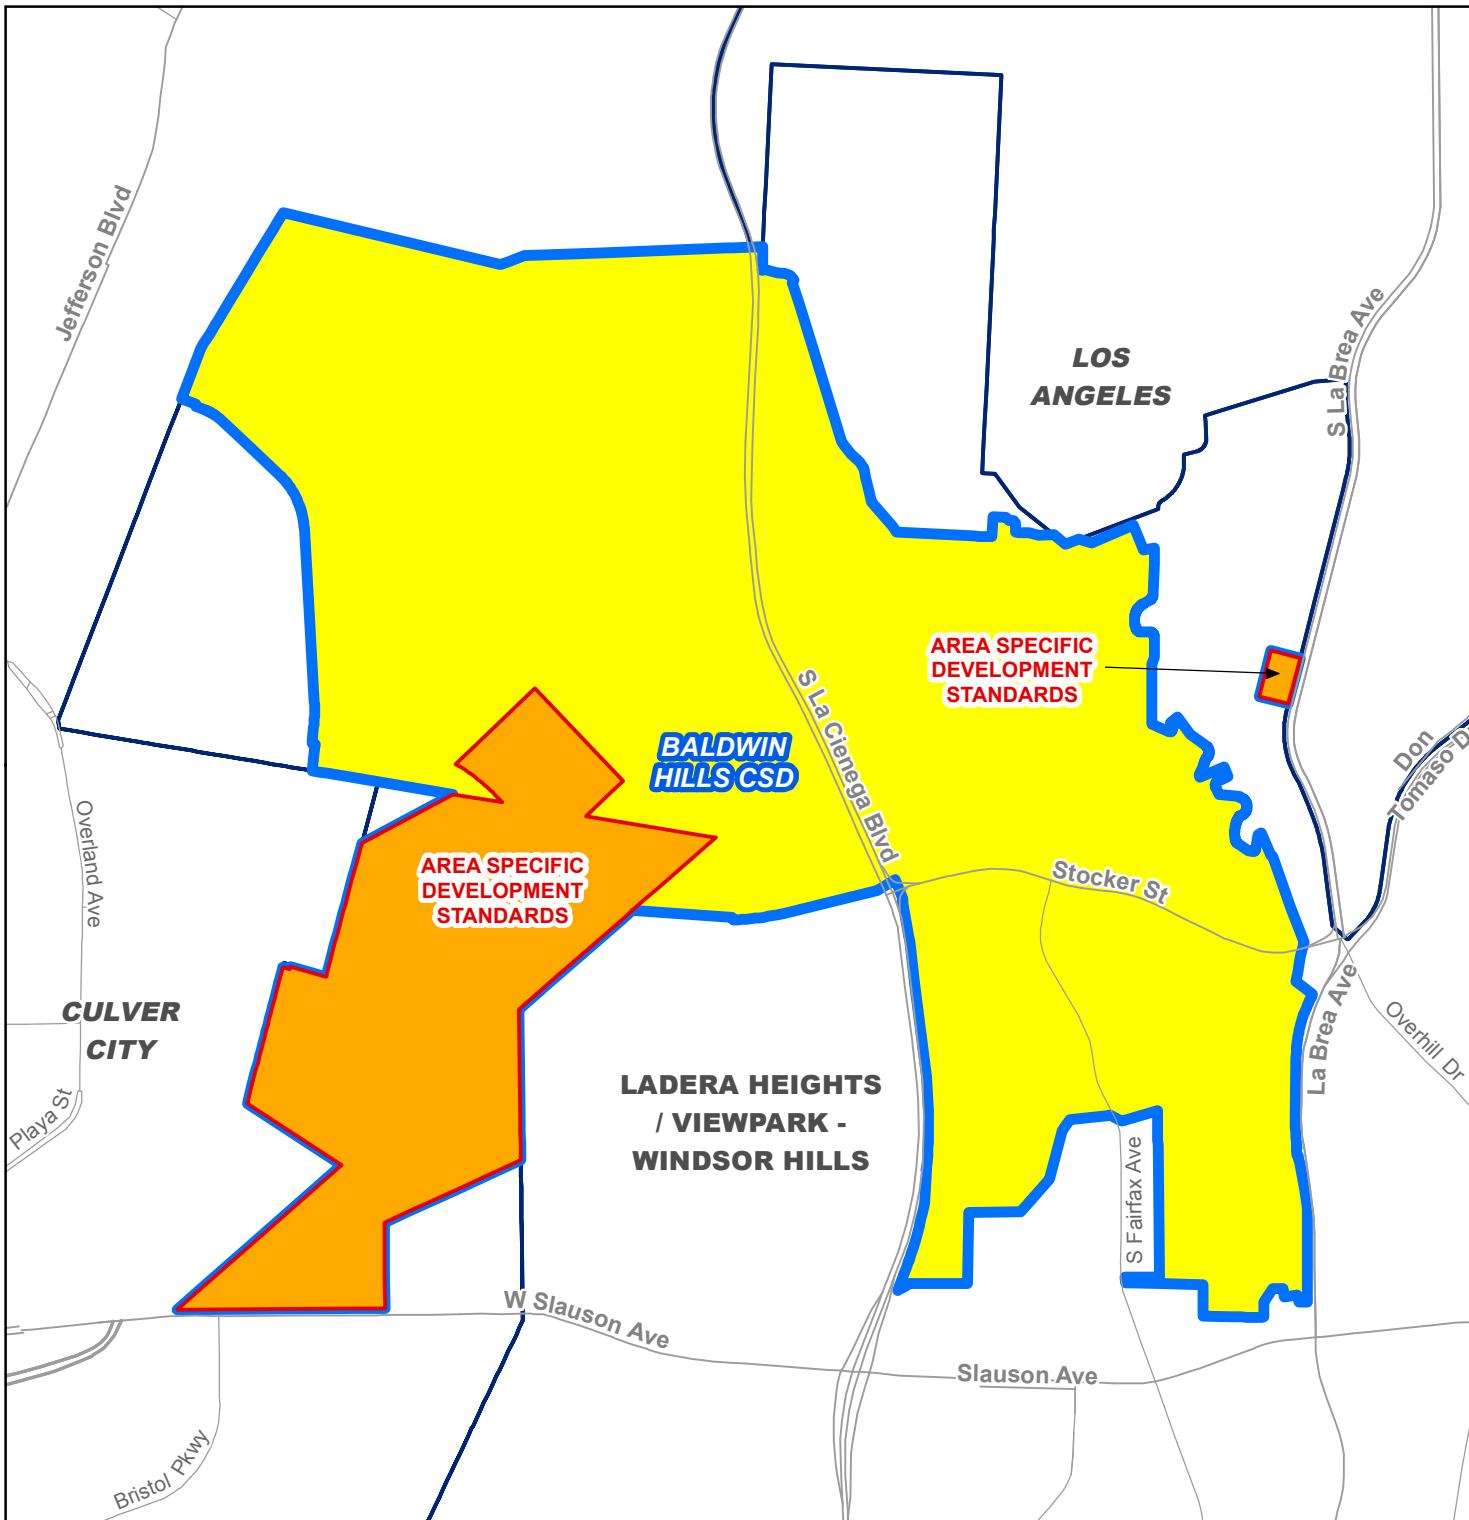 Jefferson Blvd
S La Brea Ave
LOS
ANGELES
AREA SPECIFIC
DEVELOPMENT
STANDARDS
S La Cienega Blvd
BALDWIN
HILLS CSD
Don
Tomaso D
Overland Ave
AREA SPECIFIC
DEVELOPMENT
STANDARDS
Stocker St
CULVER
CITY
La Brea Ave
Overhill Dr
Playa St
LADERA HEIGHTS
/ VIEWPARK -
WINDSOR HILLS
S Fairfax Ave
W Slauson Ave
Slauson Ave
Bristol Pkwy